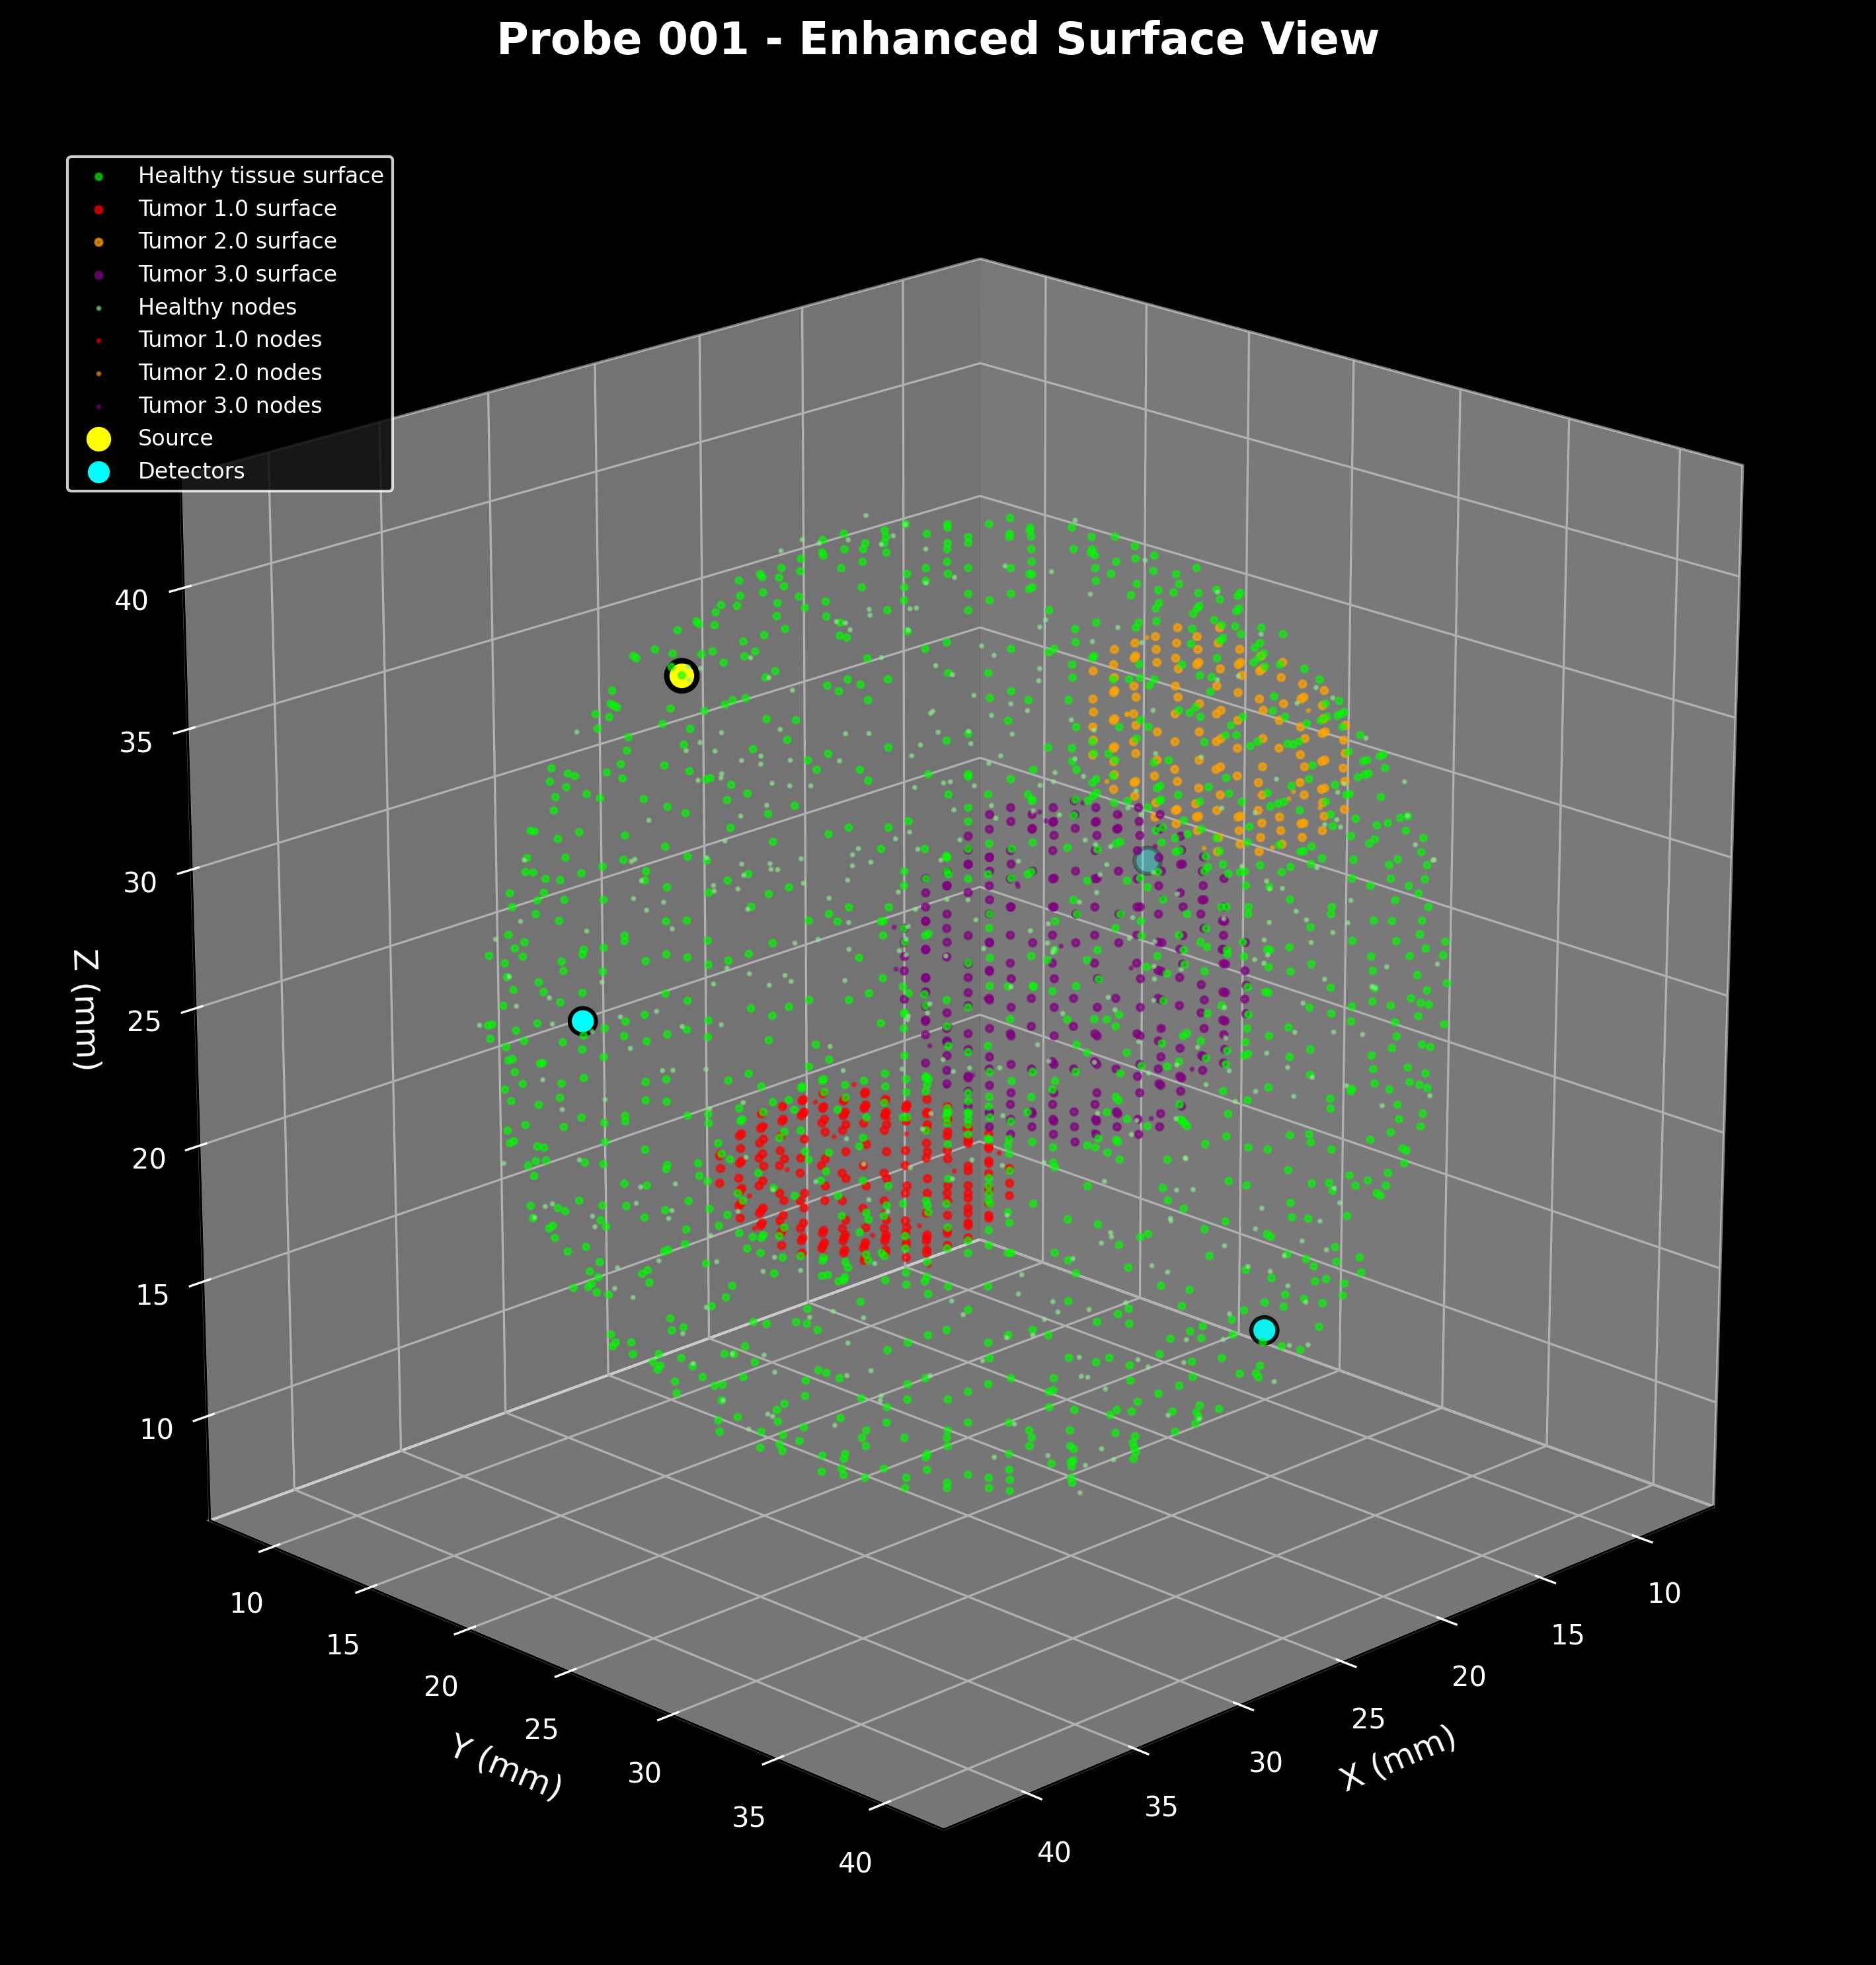 Probe 001 - Enhanced Surface View
Healthy tissue surface
Tumor 1.0 surface
Tumor 2.0 surface
Tumor 3.0 surface
Healthy nodes
Tumor 1.0 nodes
Tumor 2.0 nodes
Tumor 3.0 nodes
Source
Detectors
40
35
30
25
20
15
10
Z (mm)
10
15
20
25
30
35
40
Y (mm)
10
15
20
25
30
35
40
X (mm)